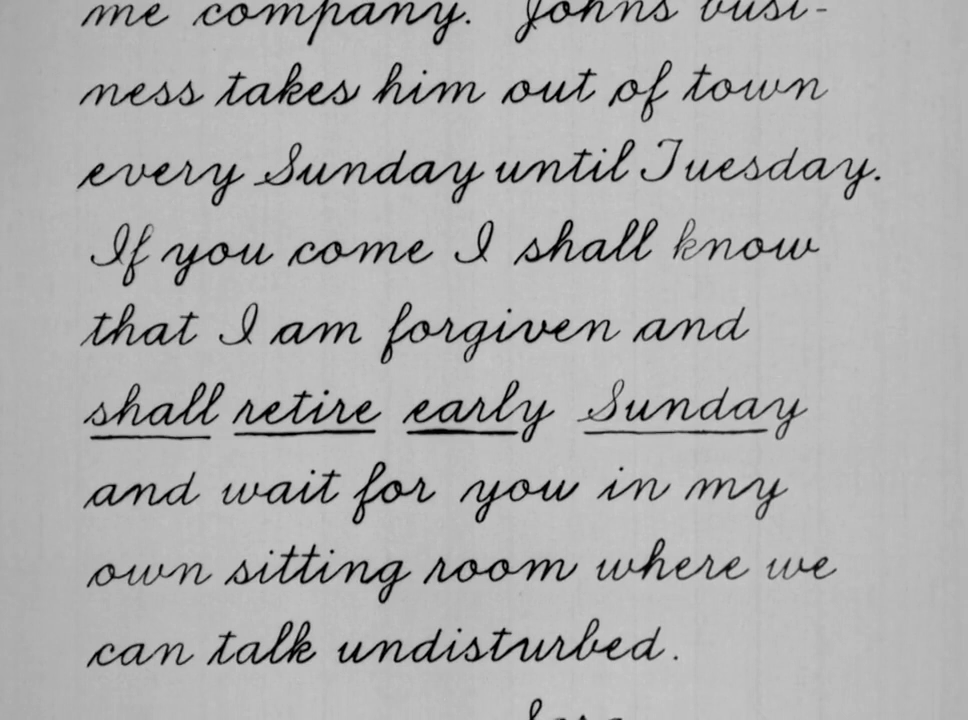 me company. Johns busi-
ness takes him out of town
every Sunday until Tuesday.
If you come I shall know
that I am forgiven and
shall retire early Sunday
and wait for you in my
own sitting room where we
can talk undisturbed.